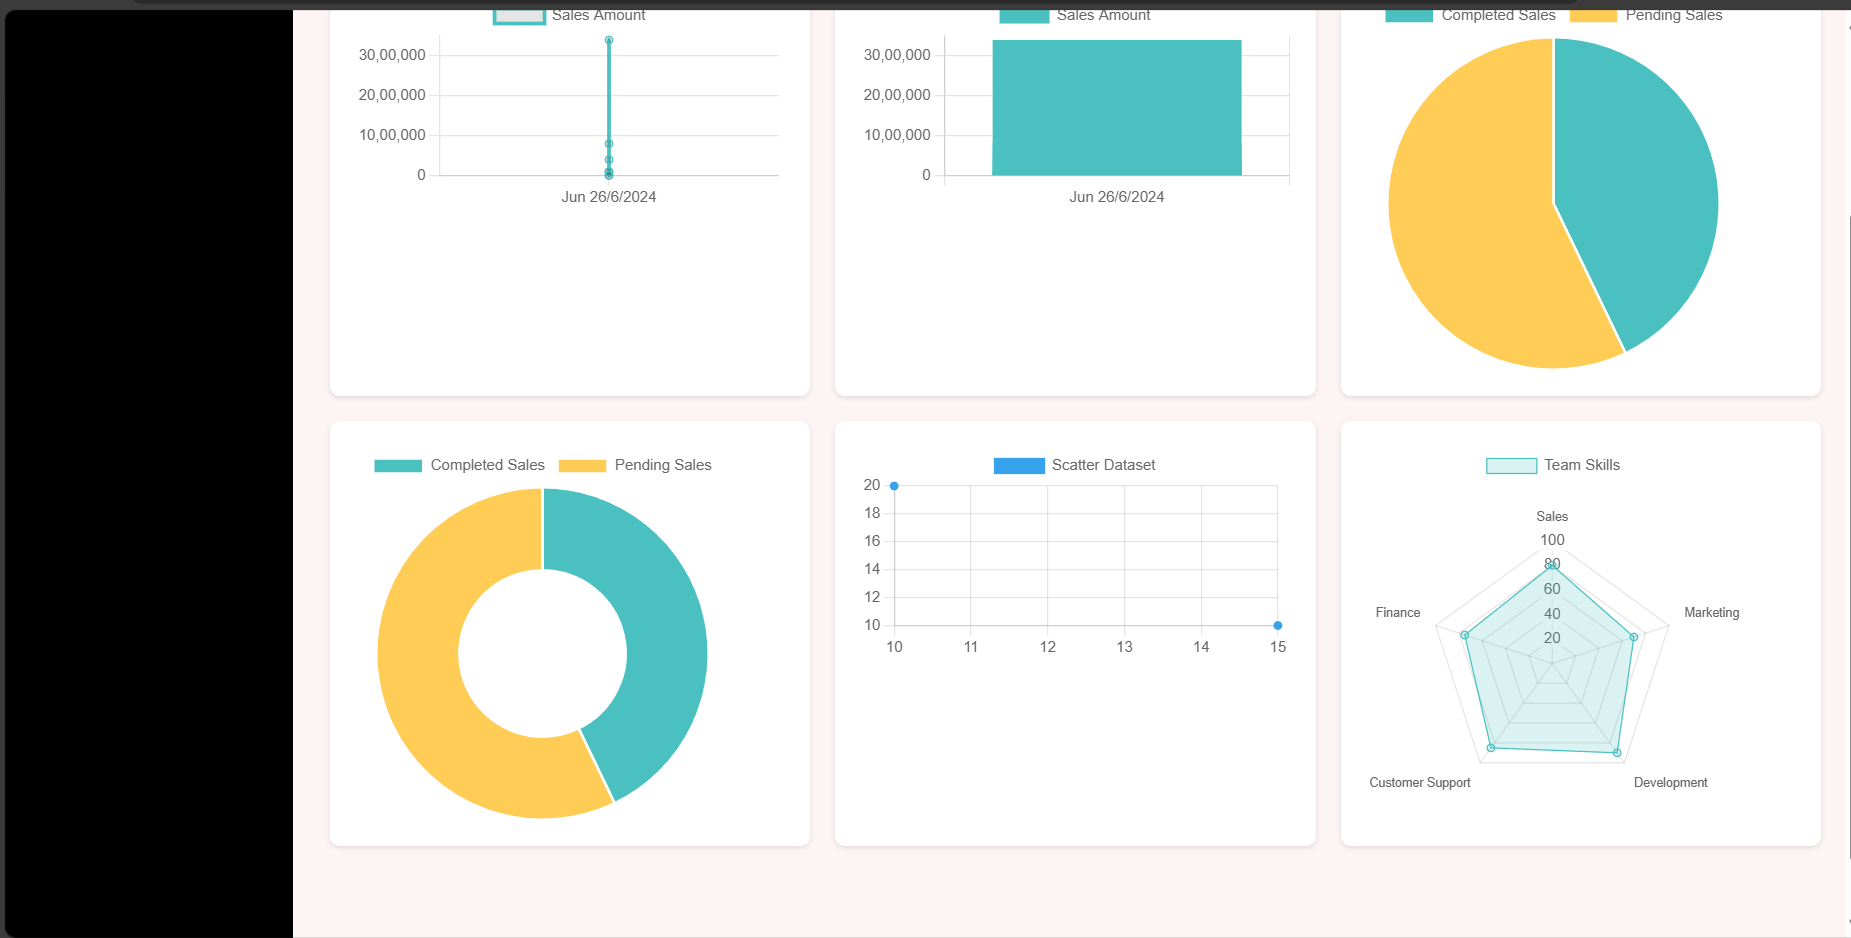 Sales Amount
30,00,000
20,00,000
10,00,000
0
Jun 26/6/2024
Sales Amount
30,00,000
20,00,000
10,00,000
0
Jun 26/6/2024
Completed Sales Pending Sales
Completed Sales Pending Sales
Scatter Dataset
20
18
16
14
12
10
10 11 12 13 14 15
Team Skills
Sales
100
80
60
40
20
Finance
Marketing
Customer Support
Development